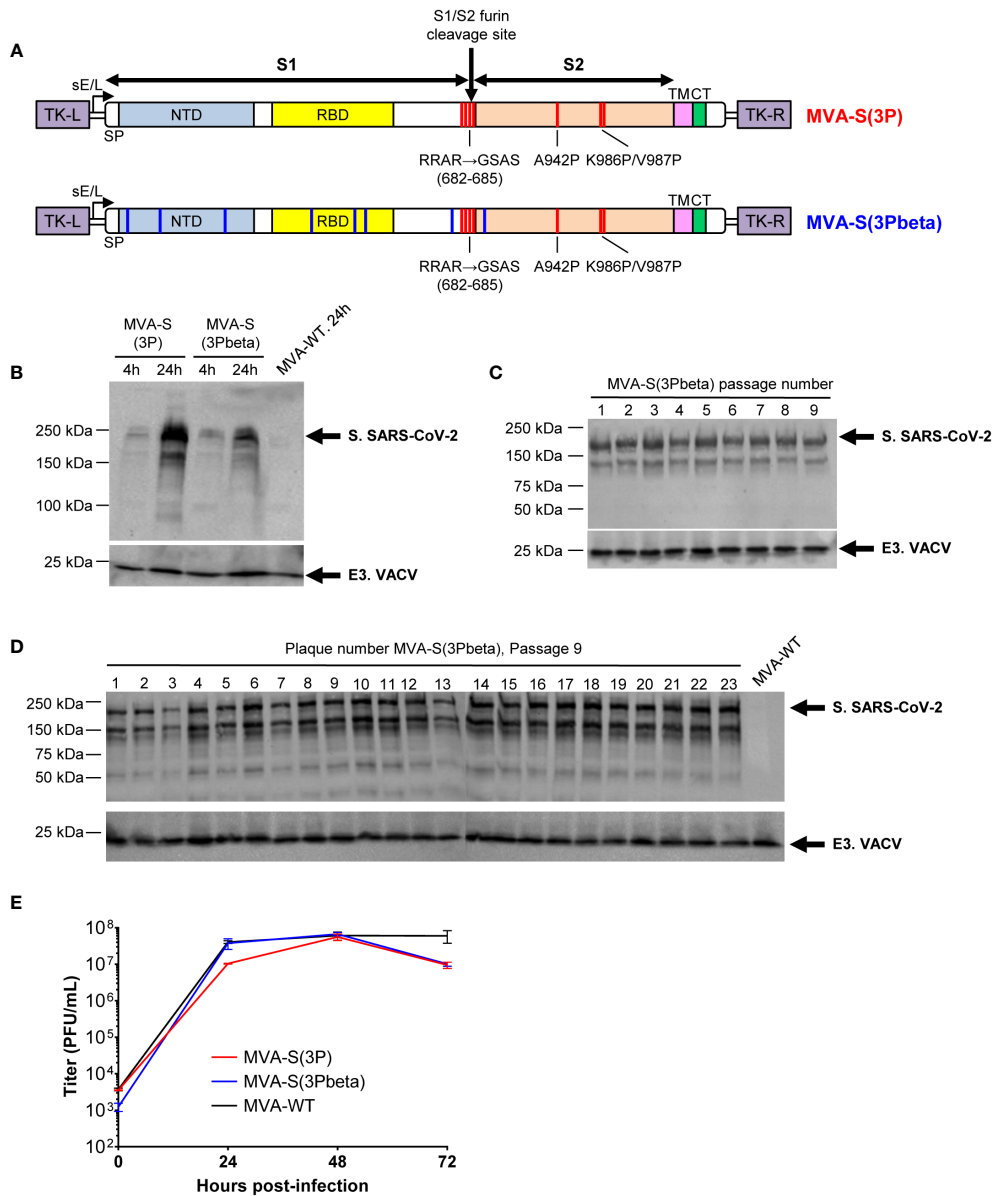 A
S1/S2 furin
cleavage site
S1
S2
sE/L
TMCT
TK-L
NTD
RBD
TK-R
MVA-S(3P)
SP
RRAR→GSAS
(682-685)
A942P
K986P/V987P
sE/L
TMCT
TK-L
NTD
RBD
TK-R
MVA-S(3Pbeta)
SP
RRAR→GSAS
(682-685)
A942P
K986P/V987P
B
MVA-S
(3P)
MVA-S
(3Pbeta)
MVA-WT. 24h
4h 24h 4h 24h
250 kDa
150 kDa
100 kDa
S. SARS-CoV-2
25 kDa
E3. VACV
C
MVA-S(3Pbeta) passage number
1 2 3 4 5 6 7 8 9
250 kDa
150 kDa
75 kDa
50 kDa
S. SARS-CoV-2
25 kDa
E3. VACV
D
Plaque number MVA-S(3Pbeta), Passage 9
MVA-WT
1 2 3 4 5 6 7 8 9 10 11 12 13 14 15 16 17 18 19 20 21 22 23
250 kDa
150 kDa
75 kDa
50 kDa
S. SARS-CoV-2
25 kDa
E3. VACV
E
Titer (PFU/mL)
10⁸
10⁷
10⁶
10⁵
10⁴
10³
10²
MVA-S(3P)
MVA-S(3Pbeta)
MVA-WT
0 24 48 72
Hours post-infection